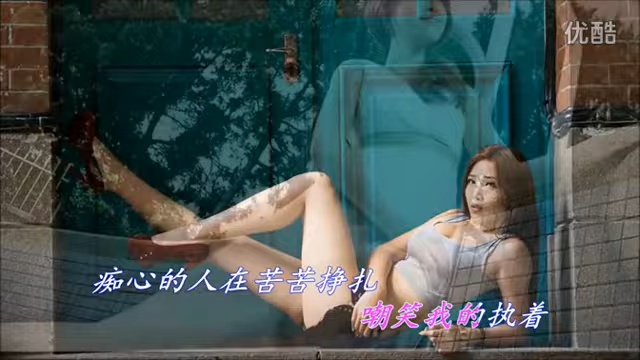 优酷
痴心的人在苦苦挣扎
嘲笑我的执着